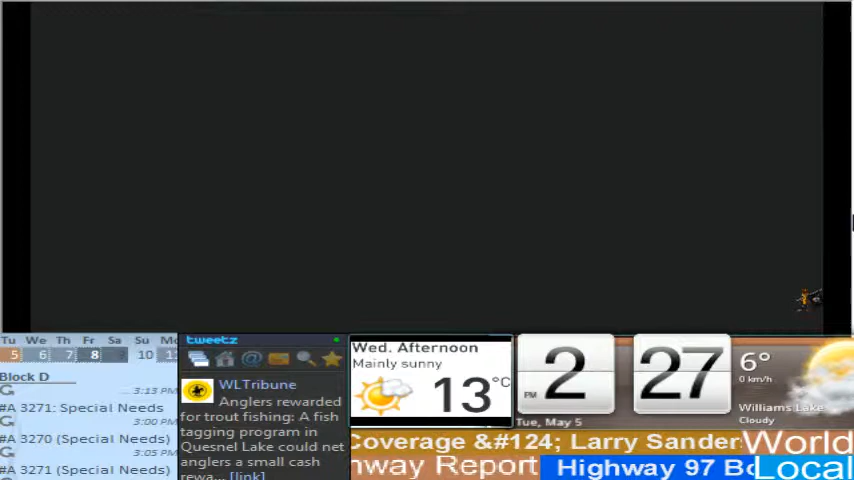 Tu We Th Fr Sa Su Mo
5 6 7 8 9 10 11
Block D
3:13 PM
#A 3271: Special Needs
3:00 PM
#A 3270 (Special Needs)
3:05 PM
#A 3271 (Special Needs)
tweetz
WLTribune
Anglers rewarded
for trout fishing: A fish
tagging program in
Quesnel Lake could net
anglers a small cash
rewa... [link]
Wed. Afternoon
Mainly sunny
13°C
PM 2 27
Tue, May 5
6°
0 km/h
Williams Lake
Cloudy
Coverage &#124; Larry Sander
World
hway Report
Highway 97 Bo
Local